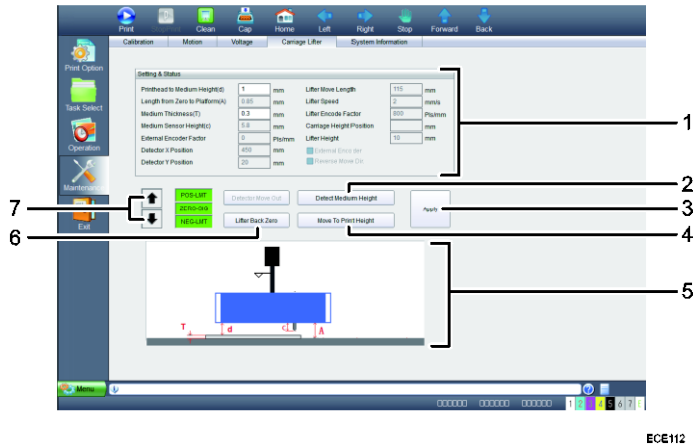 Print Clean Cap Home Left Right Stop Forward Back
Calibration Motion Voltage Carriage Lifter System Information
Print Option
Task Select
Operation
Maintenance
Exit
Setting & Status
Printhead to Medium Height(d) 1 mm Lifter Move Length 115 mm
Length from Zero to Platform(A) 0.85 mm Lifter Speed 2 mm/s
Medium Thickness(T) 0.3 mm Lifter Encode Factor 800 Pls/mm
Medium Sensor Height(c) 5.8 mm Carriage Height Position mm
External Encoder Factor 0 Pls/mm Lifter Height 10 mm
Detector X Position 450 mm External Encoder
Detector Y Position 20 mm Reverse Move Dir.
POS-LMT Detector Move Out Detect Medium Height Apply
ZERO-SIG
NEG-LMT Lifter Back Zero Move To Print Height
1
2
3
4
5
6
7
T d c A
Menu
1 2 3 4 5 6 7
ECE112